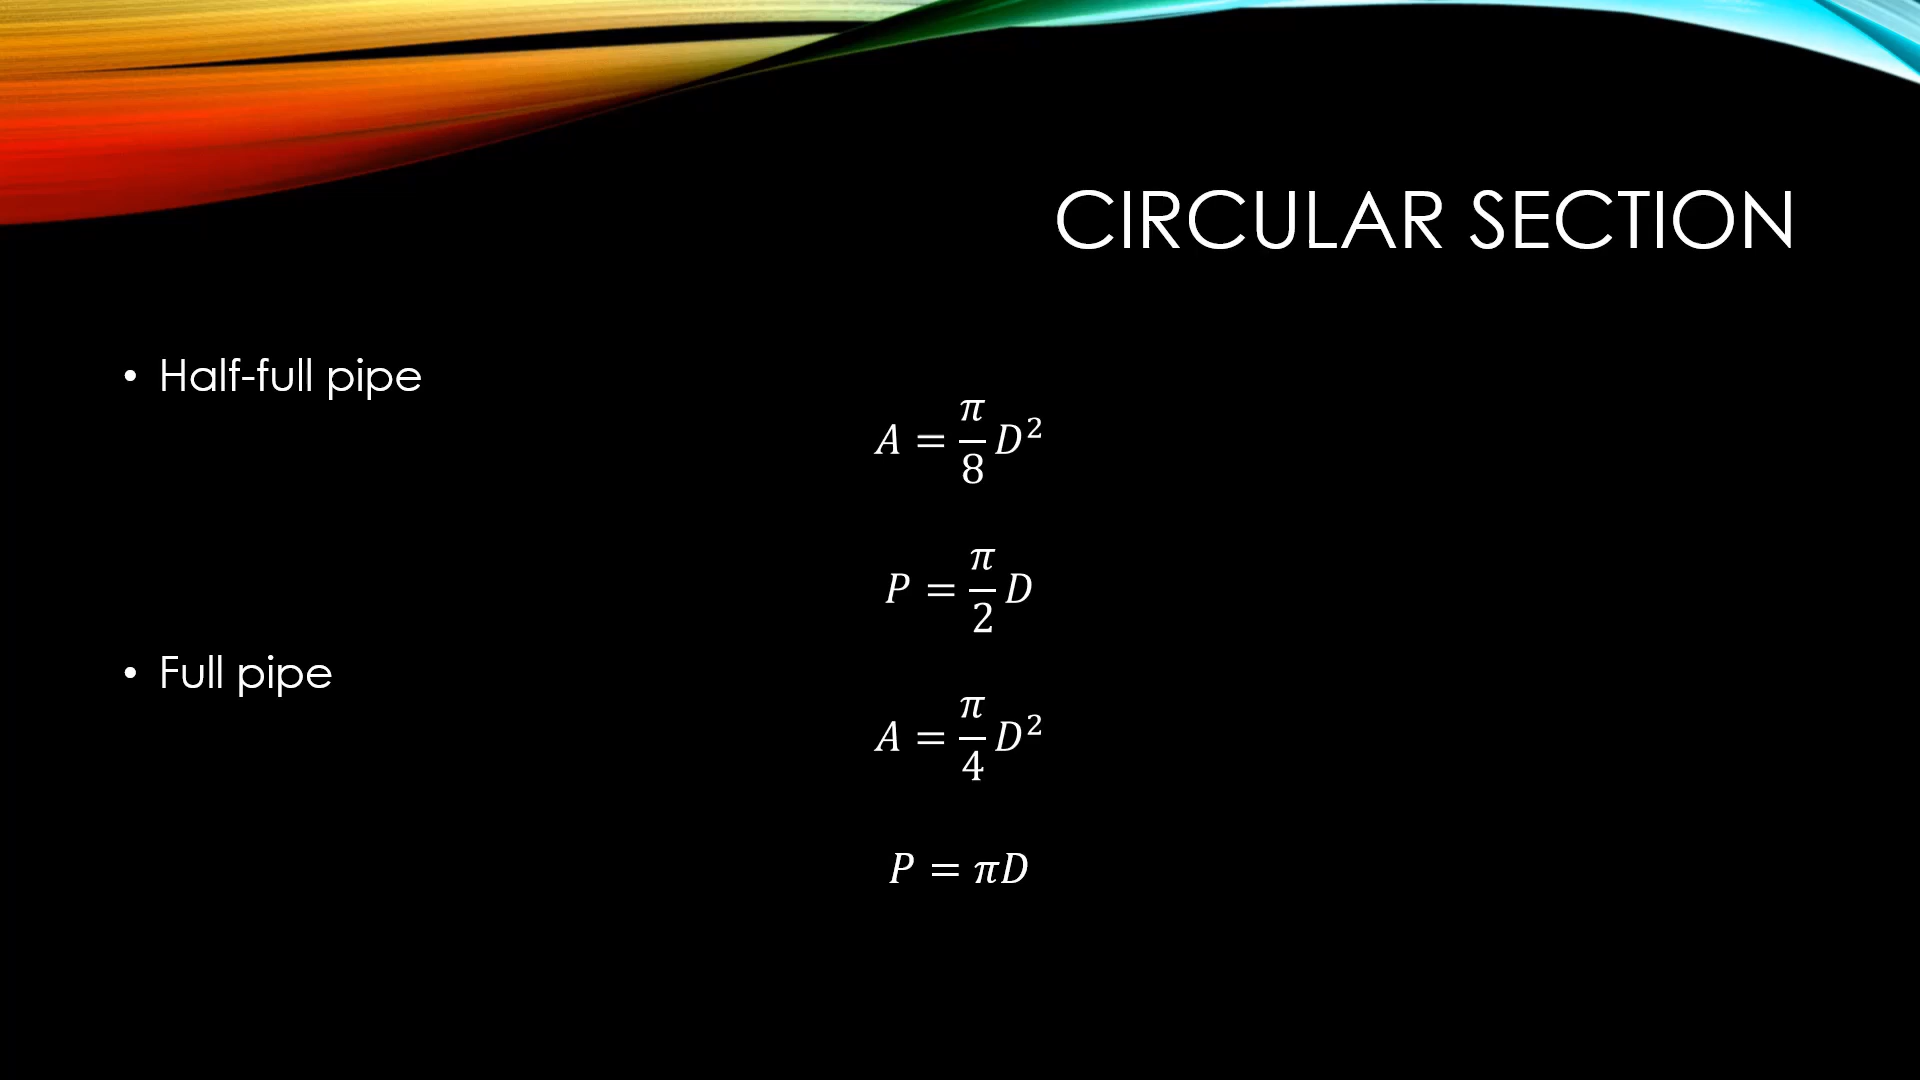 CIRCULAR SECTION
• Half-full pipe
A = π/8 D²
P = π/2 D
• Full pipe
A = π/4 D²
P = πD